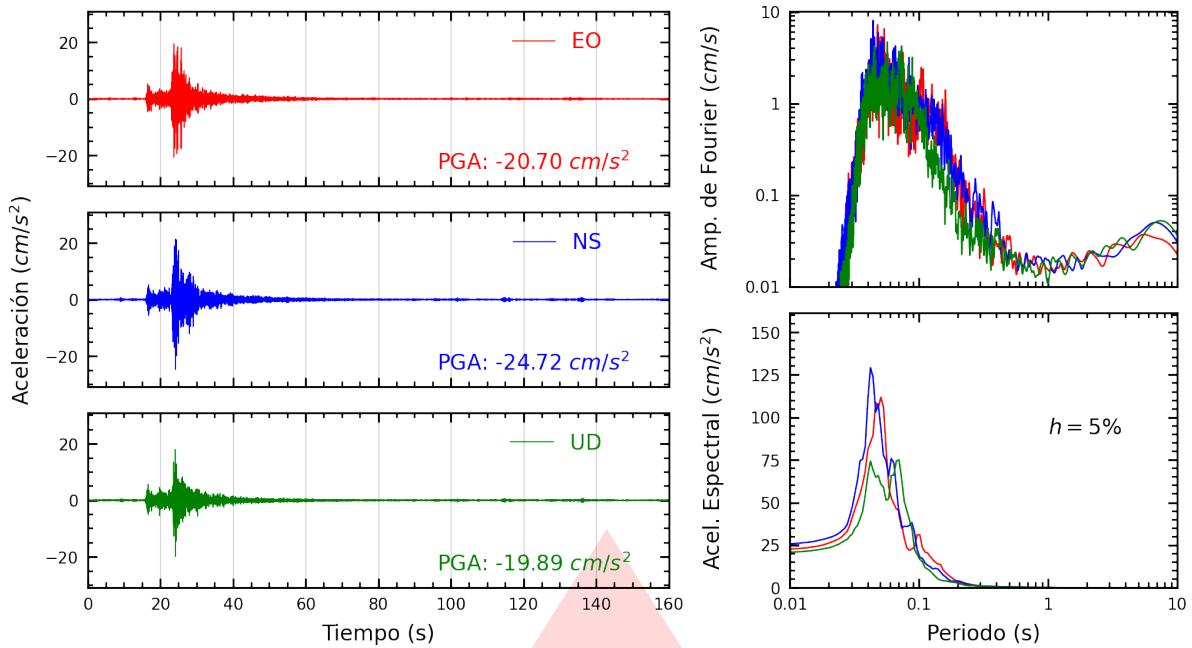 Aceleración (cm/s²)
20
0
−20
EO
PGA: -20.70 cm/s²
20
0
−20
NS
PGA: -24.72 cm/s²
20
0
−20
UD
PGA: -19.89 cm/s²
0 20 40 60 80 100 120 140 160
Tiempo (s)
Amp. de Fourier (cm/s)
10
1
0.1
0.01
Acel. Espectral (cm/s²)
150
125
100
75
50
25
0
h = 5%
0.01 0.1 1 10
Periodo (s)